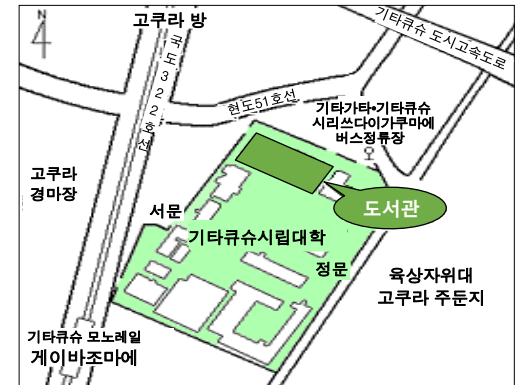 N
4
고쿠라 방
국도322호선
기타큐슈 도시고속도로
현도51호선
기타가타•기타큐슈
시리쓰다이가쿠마에
버스정류장
고쿠라
경마장
서문
도서관
기타큐슈시립대학
정문
육상자위대
고쿠라 주둔지
기타큐슈 모노레일
게이바조마에